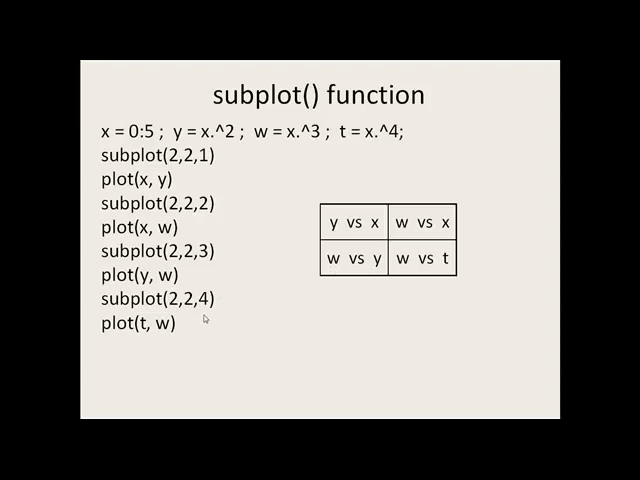 subplot() function
x = 0:5 ;  y = x.^2 ;  w = x.^3 ;  t = x.^4;
subplot(2,2,1)
plot(x, y)
subplot(2,2,2)
plot(x, w)
subplot(2,2,3)
plot(y, w)
subplot(2,2,4)
plot(t, w)
y vs x  w vs x
w vs y  w vs t